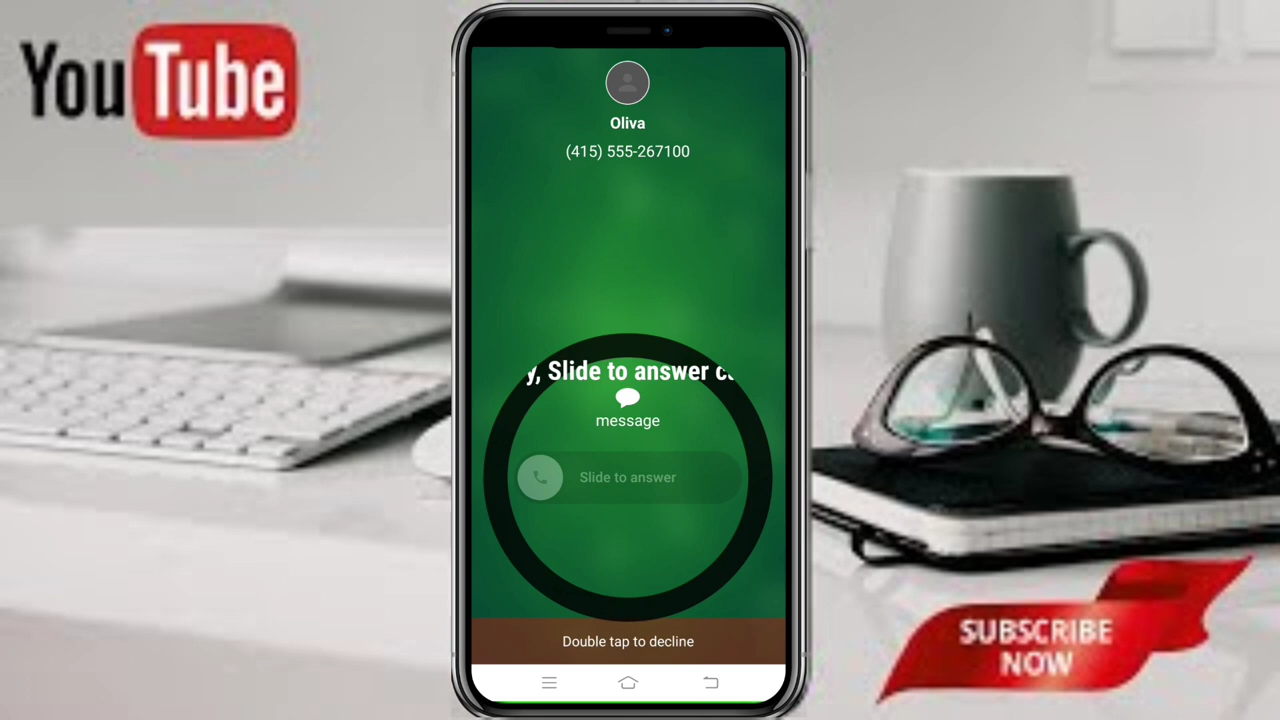 YouTube
Oliva
(415) 555-267100
y, Slide to answer c
message
Slide to answer
Double tap to decline
SUBSCRIBE
NOW